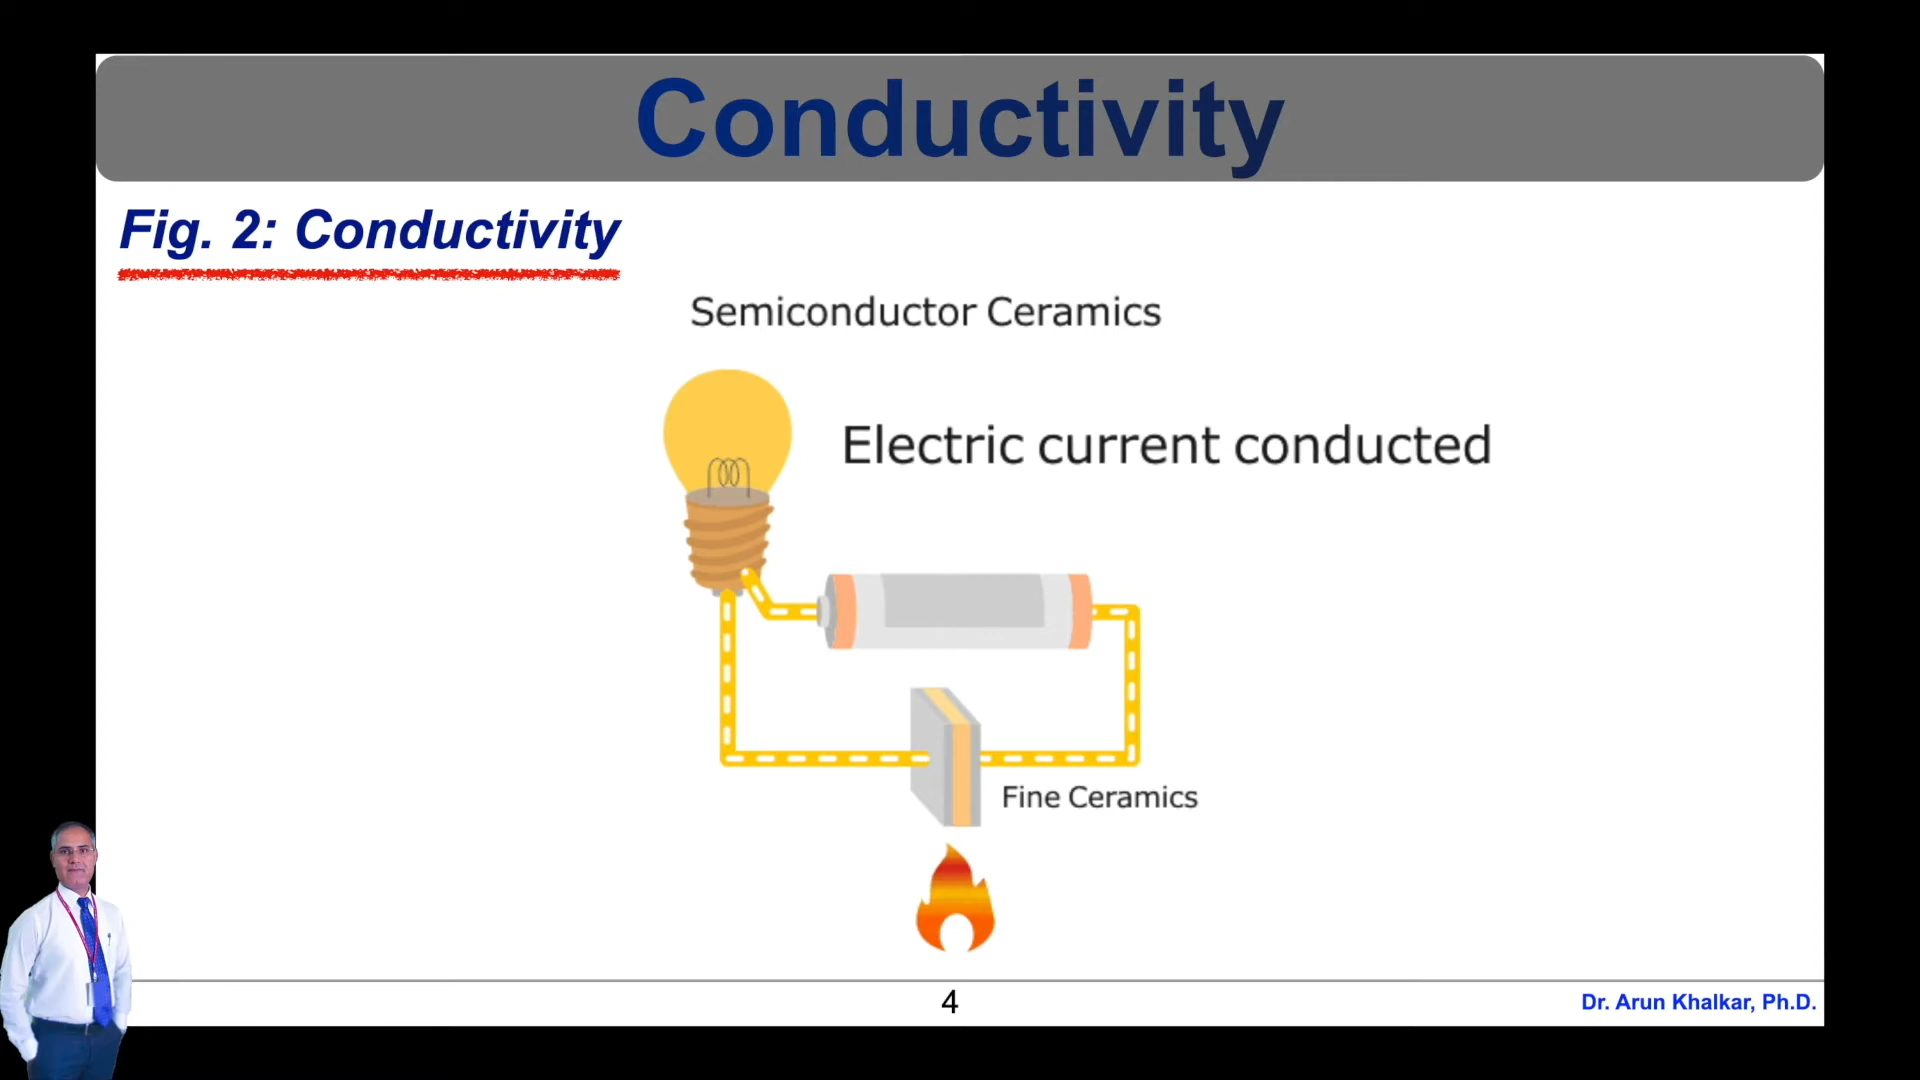 Conductivity
Fig. 2: Conductivity
Semiconductor Ceramics
Electric current conducted
Fine Ceramics
4
Dr. Arun Khalkar, Ph.D.